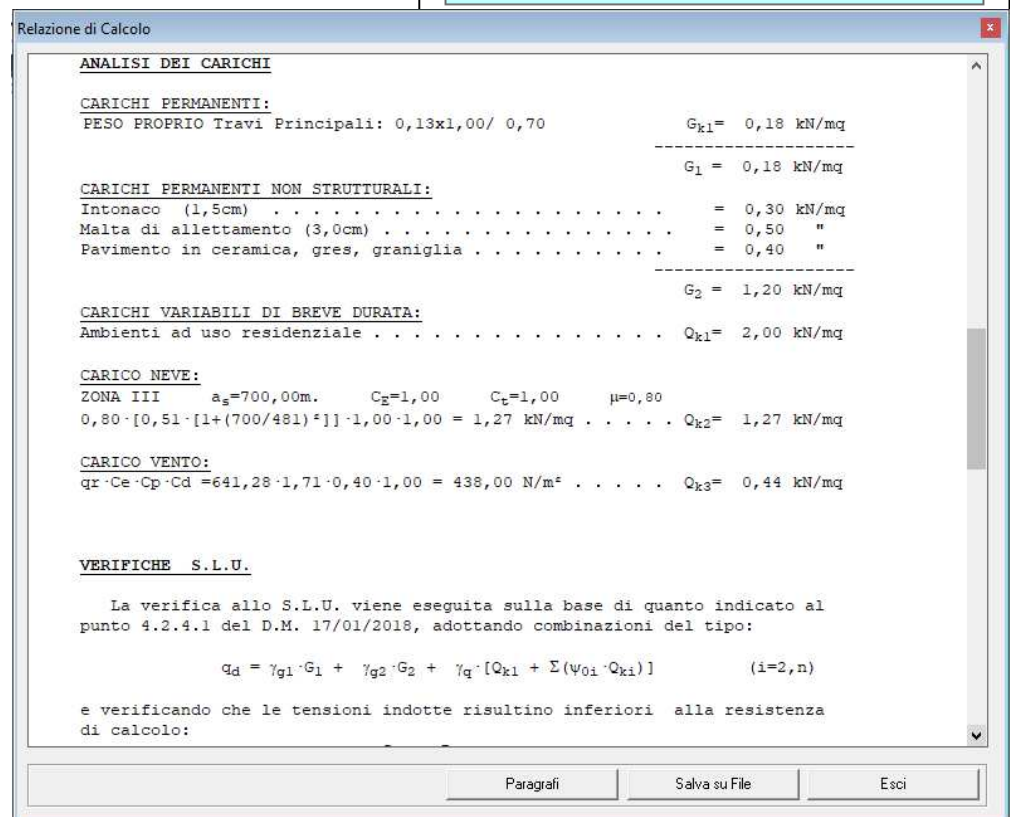 Relazione di Calcolo
x
ANALISI DEI CARICHI
CARICHI PERMANENTI:
PESO PROPRIO Travi Principali: 0,13x1,00/ 0,70 Gk1= 0,18 kN/mq
--------------------
G1 = 0,18 kN/mq
CARICHI PERMANENTI NON STRUTTURALI:
Intonaco (1,5cm) . . . . . . . . . . . . . . . . . . . . . . = 0,30 kN/mq
Malta di allettamento (3,0cm) . . . . . . . . . . . . . . . = 0,50 "
Pavimento in ceramica, gres, graniglia . . . . . . . . . . = 0,40 "
--------------------
G2 = 1,20 kN/mq
CARICHI VARIABILI DI BREVE DURATA:
Ambienti ad uso residenziale . . . . . . . . . . . . . . . Qk1= 2,00 kN/mq
CARICO NEVE:
ZONA III as=700,00m. CE=1,00 Ct=1,00 μ=0,80
0,80·[0,51·[1+(700/481)²]]·1,00·1,00 = 1,27 kN/mq . . . . . Qk2= 1,27 kN/mq
CARICO VENTO:
qr·Ce·Cp·Cd =641,28·1,71·0,40·1,00 = 438,00 N/m² . . . . . Qk3= 0,44 kN/mq
VERIFICHE S.L.U.
La verifica allo S.L.U. viene eseguita sulla base di quanto indicato al
punto 4.2.4.1 del D.M. 17/01/2018, adottando combinazioni del tipo:
qd = γg1·G1 + γg2·G2 + γq·[Qk1 + Σ(ψ0i·Qki)] (i=2,n)
e verificando che le tensioni indotte risultino inferiori alla resistenza
di calcolo:
Paragrafi
Salva su File
Esci